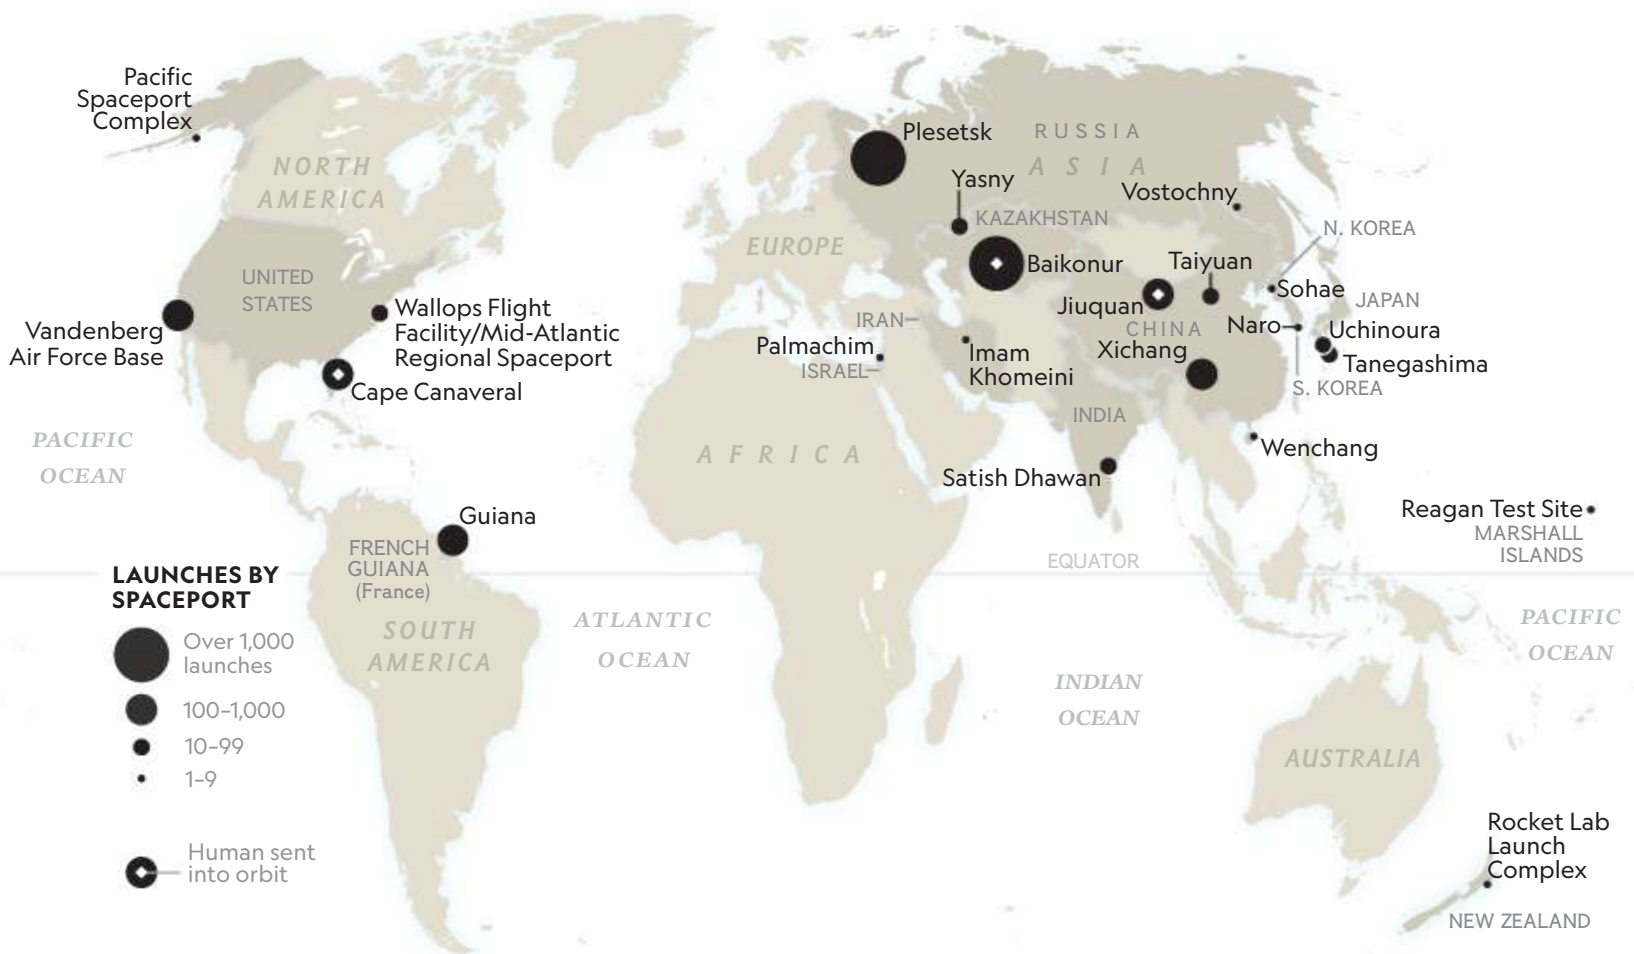 Pacific
Spaceport
Complex
NORTH
AMERICA
UNITED
STATES
Vandenberg
Air Force Base
Wallops Flight
Facility/Mid-Atlantic
Regional Spaceport
Cape Canaveral
PACIFIC
OCEAN
Guiana
FRENCH
GUIANA
(France)
SOUTH
AMERICA
ATLANTIC
OCEAN
LAUNCHES BY
SPACEPORT
Over 1,000
launches
100–1,000
10–99
1–9
Human sent
into orbit
Plesetsk
RUSSIA
ASIA
Yasny
Vostochny
KAZAKHSTAN
N. KOREA
EUROPE
Baikonur
Taiyuan
Sohae
Jiuquan
JAPAN
IRAN
CHINA
Naro
Uchinoura
Palmachim
Imam
Khomeini
Xichang
Tanegashima
ISRAEL
S. KOREA
INDIA
AFRICA
Wenchang
Satish Dhawan
Reagan Test Site
MARSHALL
ISLANDS
EQUATOR
PACIFIC
OCEAN
INDIAN
OCEAN
AUSTRALIA
Rocket Lab
Launch
Complex
NEW ZEALAND